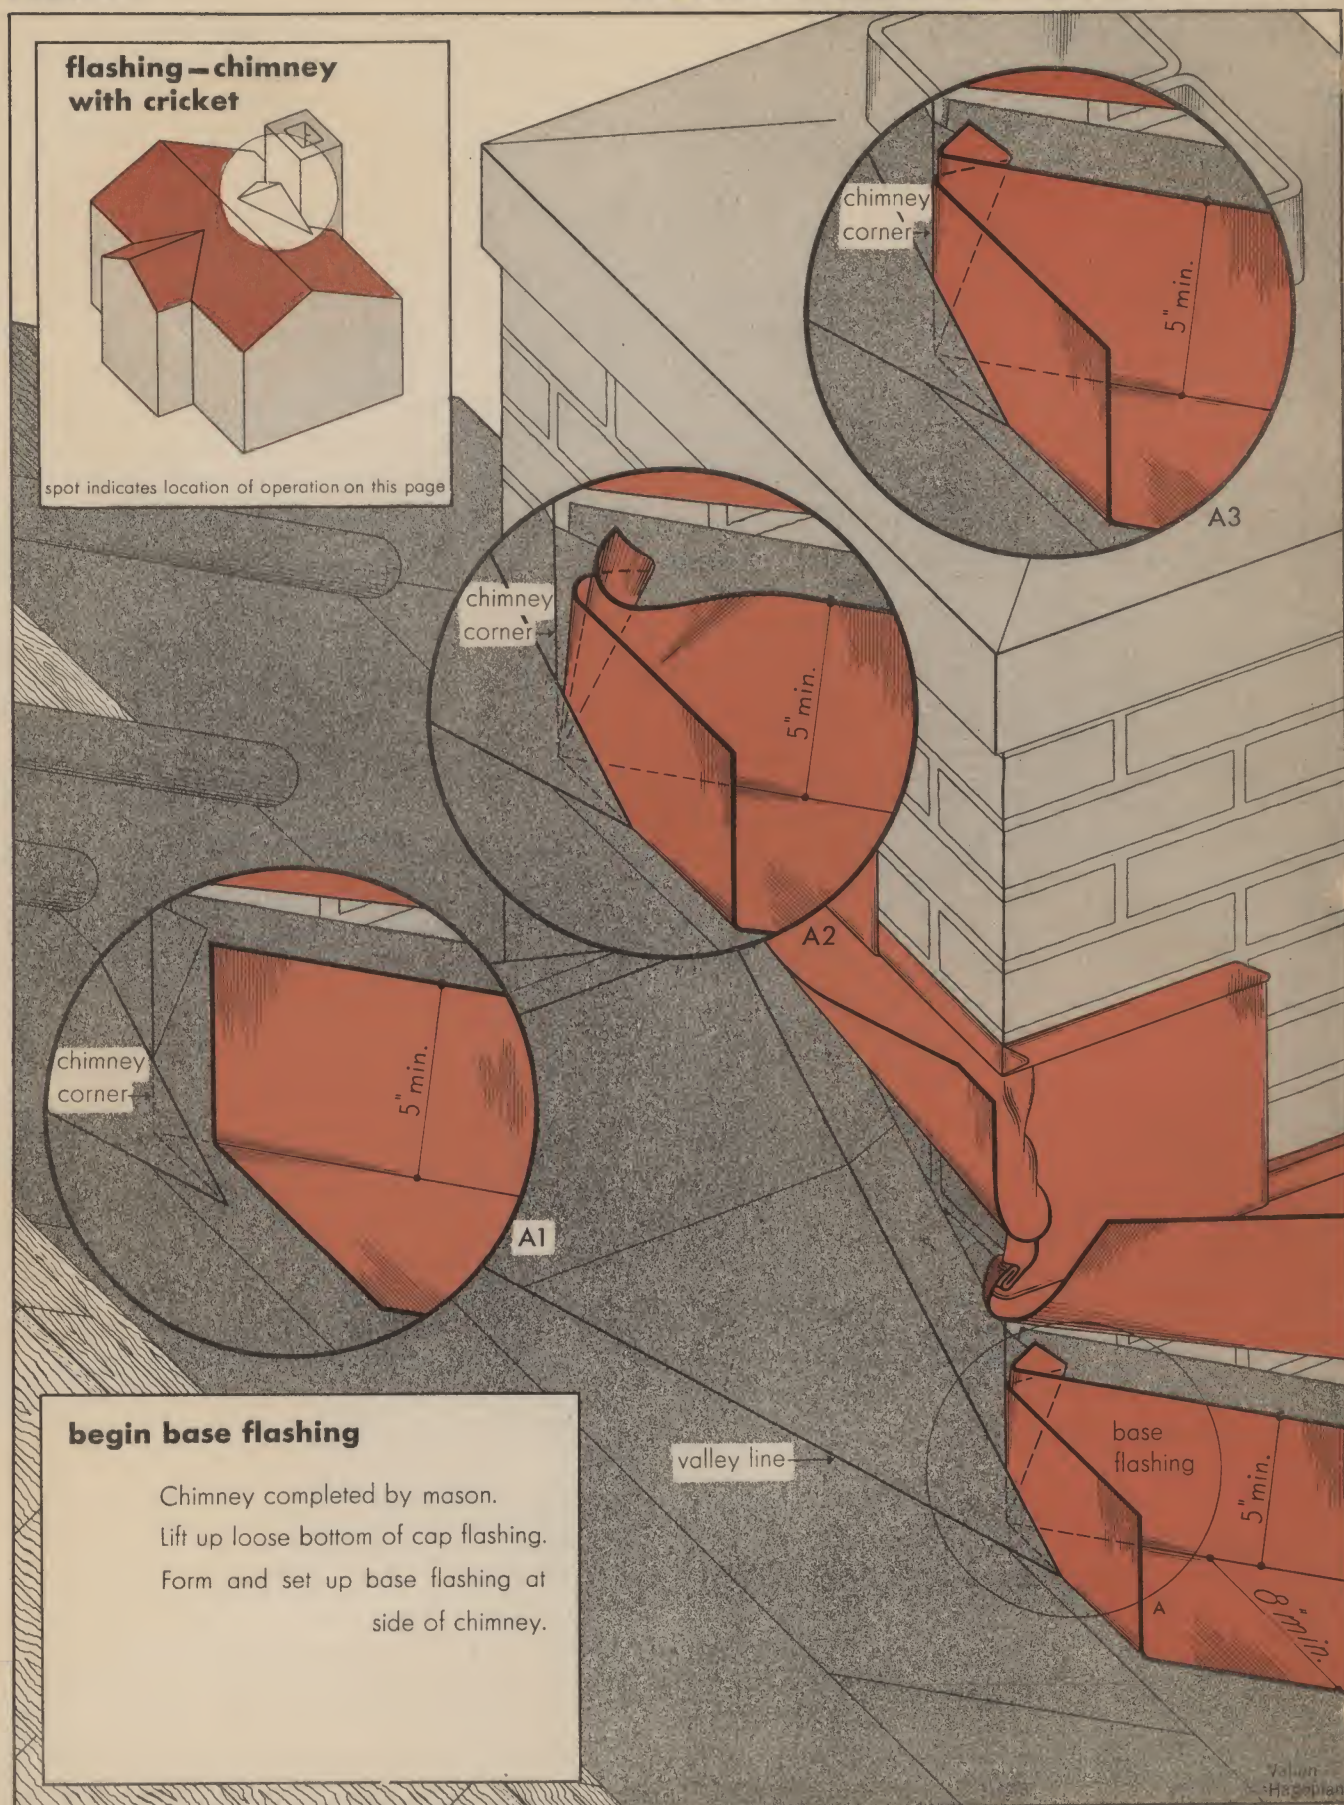 flashing – chimney
with cricket
spot indicates location of operation on this page
chimney
corner
5" min.
A3
chimney
corner
5" min.
A2
chimney
corner
5" min.
A1
begin base flashing
Chimney completed by mason.
Lift up loose bottom of cap flashing.
Form and set up base flashing at
side of chimney.
valley line
base
flashing
5" min.
A
8" min.
Hagopian